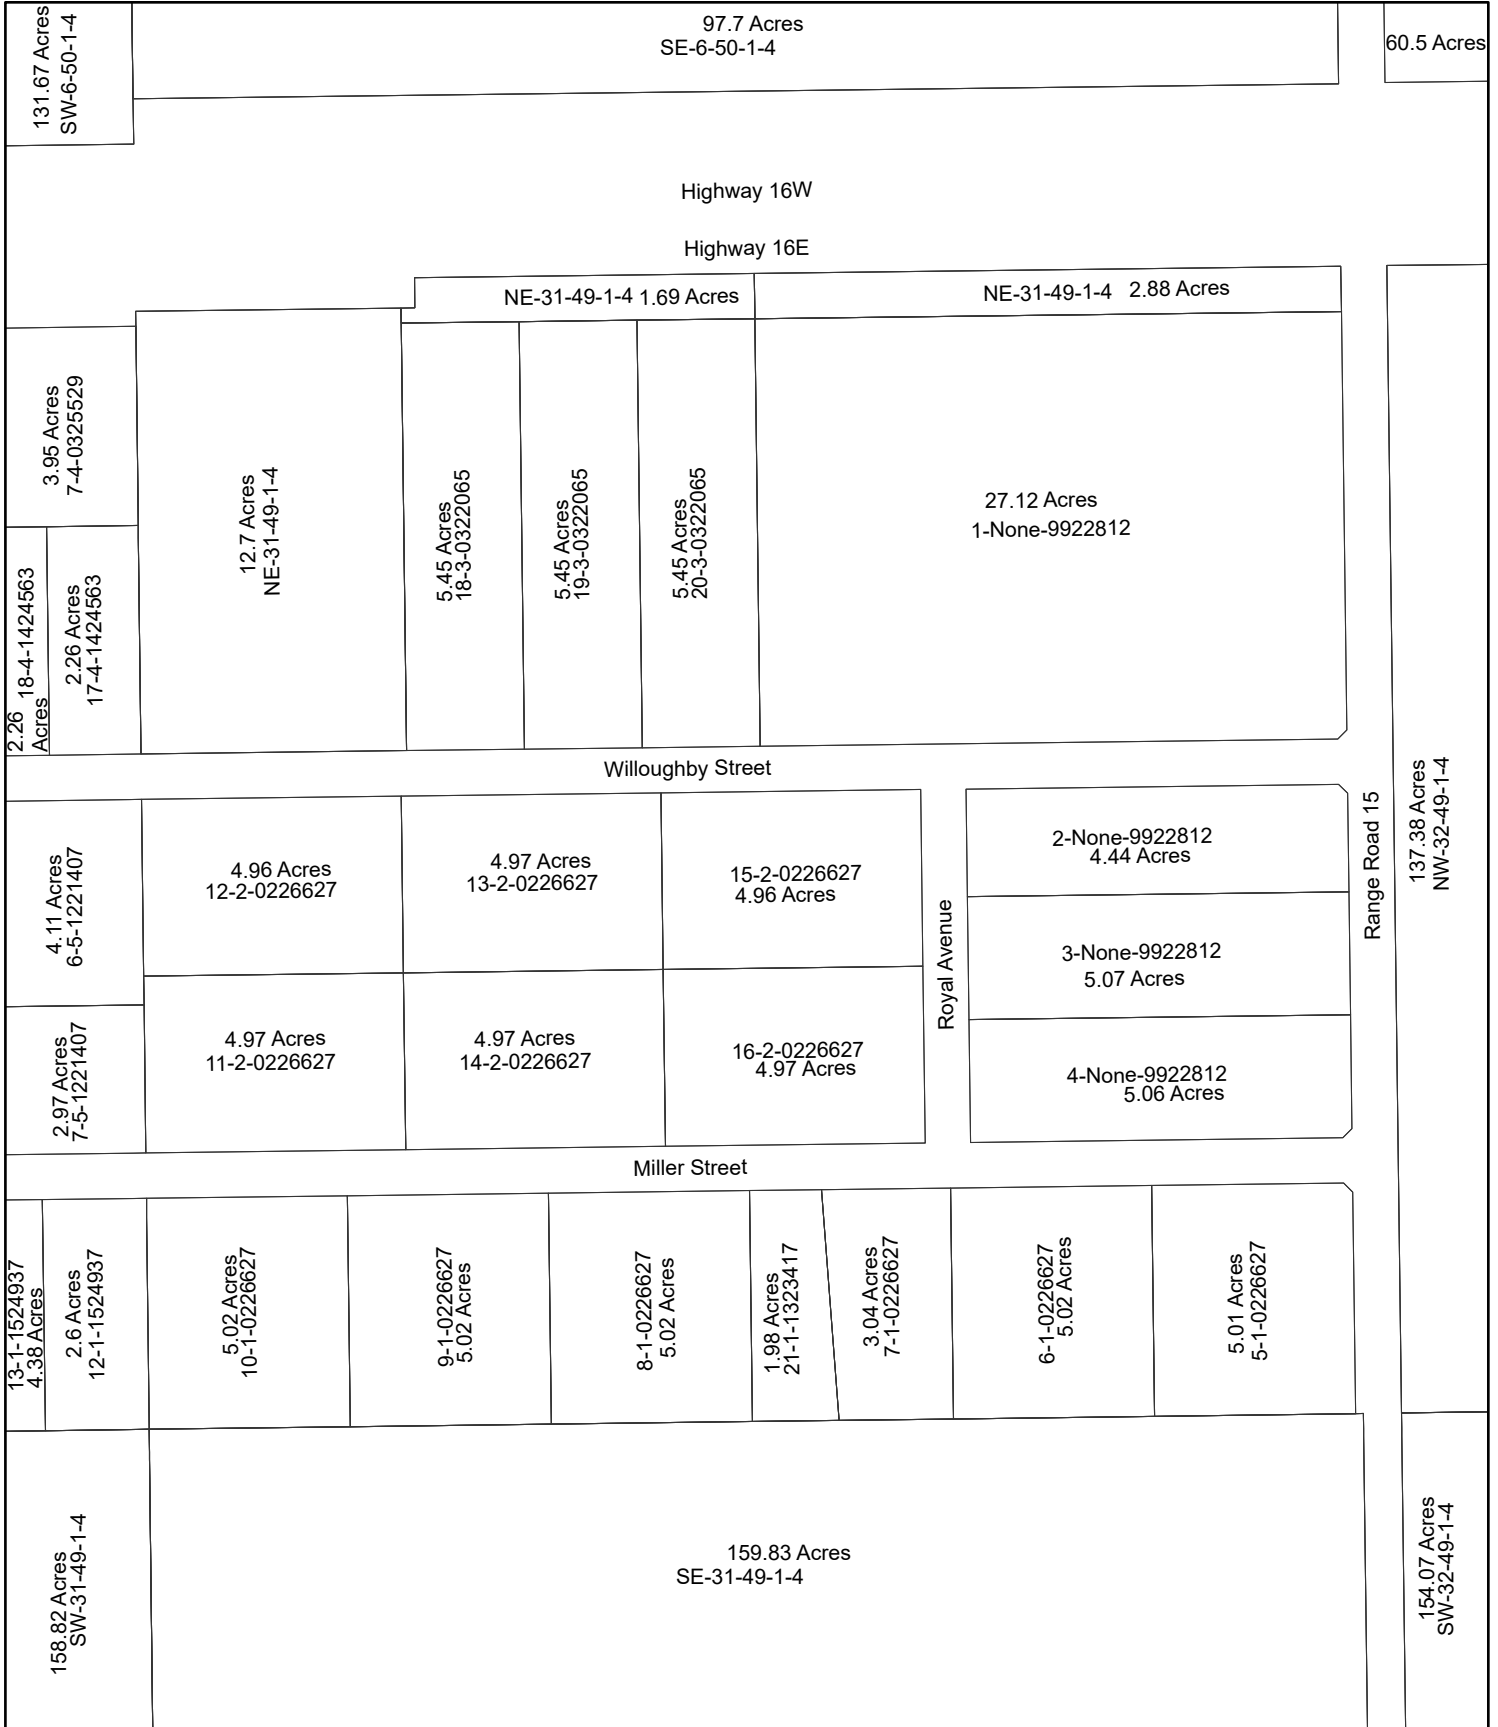 131.67 Acres
SW-6-50-1-4
97.7 Acres
SE-6-50-1-4
60.5 Acres
Highway 16W
Highway 16E
NE-31-49-1-4 1.69 Acres
NE-31-49-1-4 2.88 Acres
3.95 Acres
7-4-0325529
12.7 Acres
NE-31-49-1-4
5.45 Acres
18-3-0322065
5.45 Acres
19-3-0322065
5.45 Acres
20-3-0322065
27.12 Acres
1-None-9922812
2.26 18-4-1424563
Acres
2.26 Acres
17-4-1424563
Willoughby Street
137.38 Acres
NW-32-49-1-4
Range Road 15
4.11 Acres
6-5-1221407
4.96 Acres
12-2-0226627
4.97 Acres
13-2-0226627
15-2-0226627
4.96 Acres
2-None-9922812
4.44 Acres
Royal Avenue
3-None-9922812
5.07 Acres
2.97 Acres
7-5-1221407
4.97 Acres
11-2-0226627
4.97 Acres
14-2-0226627
16-2-0226627
4.97 Acres
4-None-9922812
5.06 Acres
Miller Street
13-1-1524937
4.38 Acres
2.6 Acres
12-1-1524937
5.02 Acres
10-1-0226627
9-1-0226627
5.02 Acres
8-1-0226627
5.02 Acres
1.98 Acres
21-1-1323417
3.04 Acres
7-1-0226627
6-1-0226627
5.02 Acres
5.01 Acres
5-1-0226627
158.82 Acres
SW-31-49-1-4
159.83 Acres
SE-31-49-1-4
154.07 Acres
SW-32-49-1-4